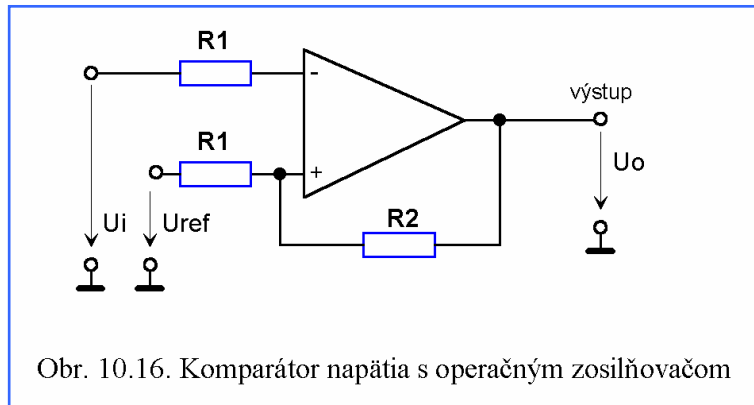 R1
-
výstup
R1
+
Uo
R2
Ui
Uref
Obr. 10.16. Komparátor napätia s operačným zosilňovačom